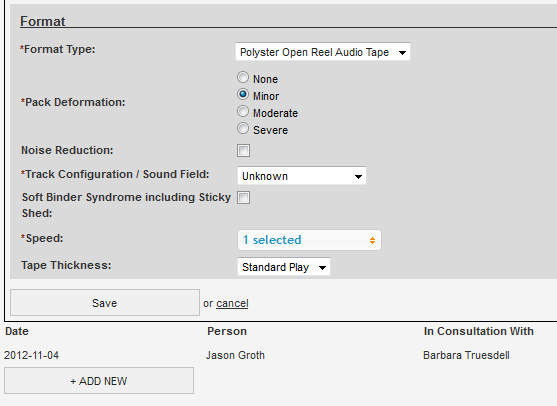 Format
*Format Type: Polyster Open Reel Audio Tape
*Pack Deformation:
None
Minor
Moderate
Severe
Noise Reduction:
*Track Configuration / Sound Field: Unknown
Soft Binder Syndrome including Sticky
Shed:
*Speed: 1 selected
Tape Thickness: Standard Play
Save or cancel
Date Person In Consultation With
2012-11-04 Jason Groth Barbara Truesdell
+ ADD NEW